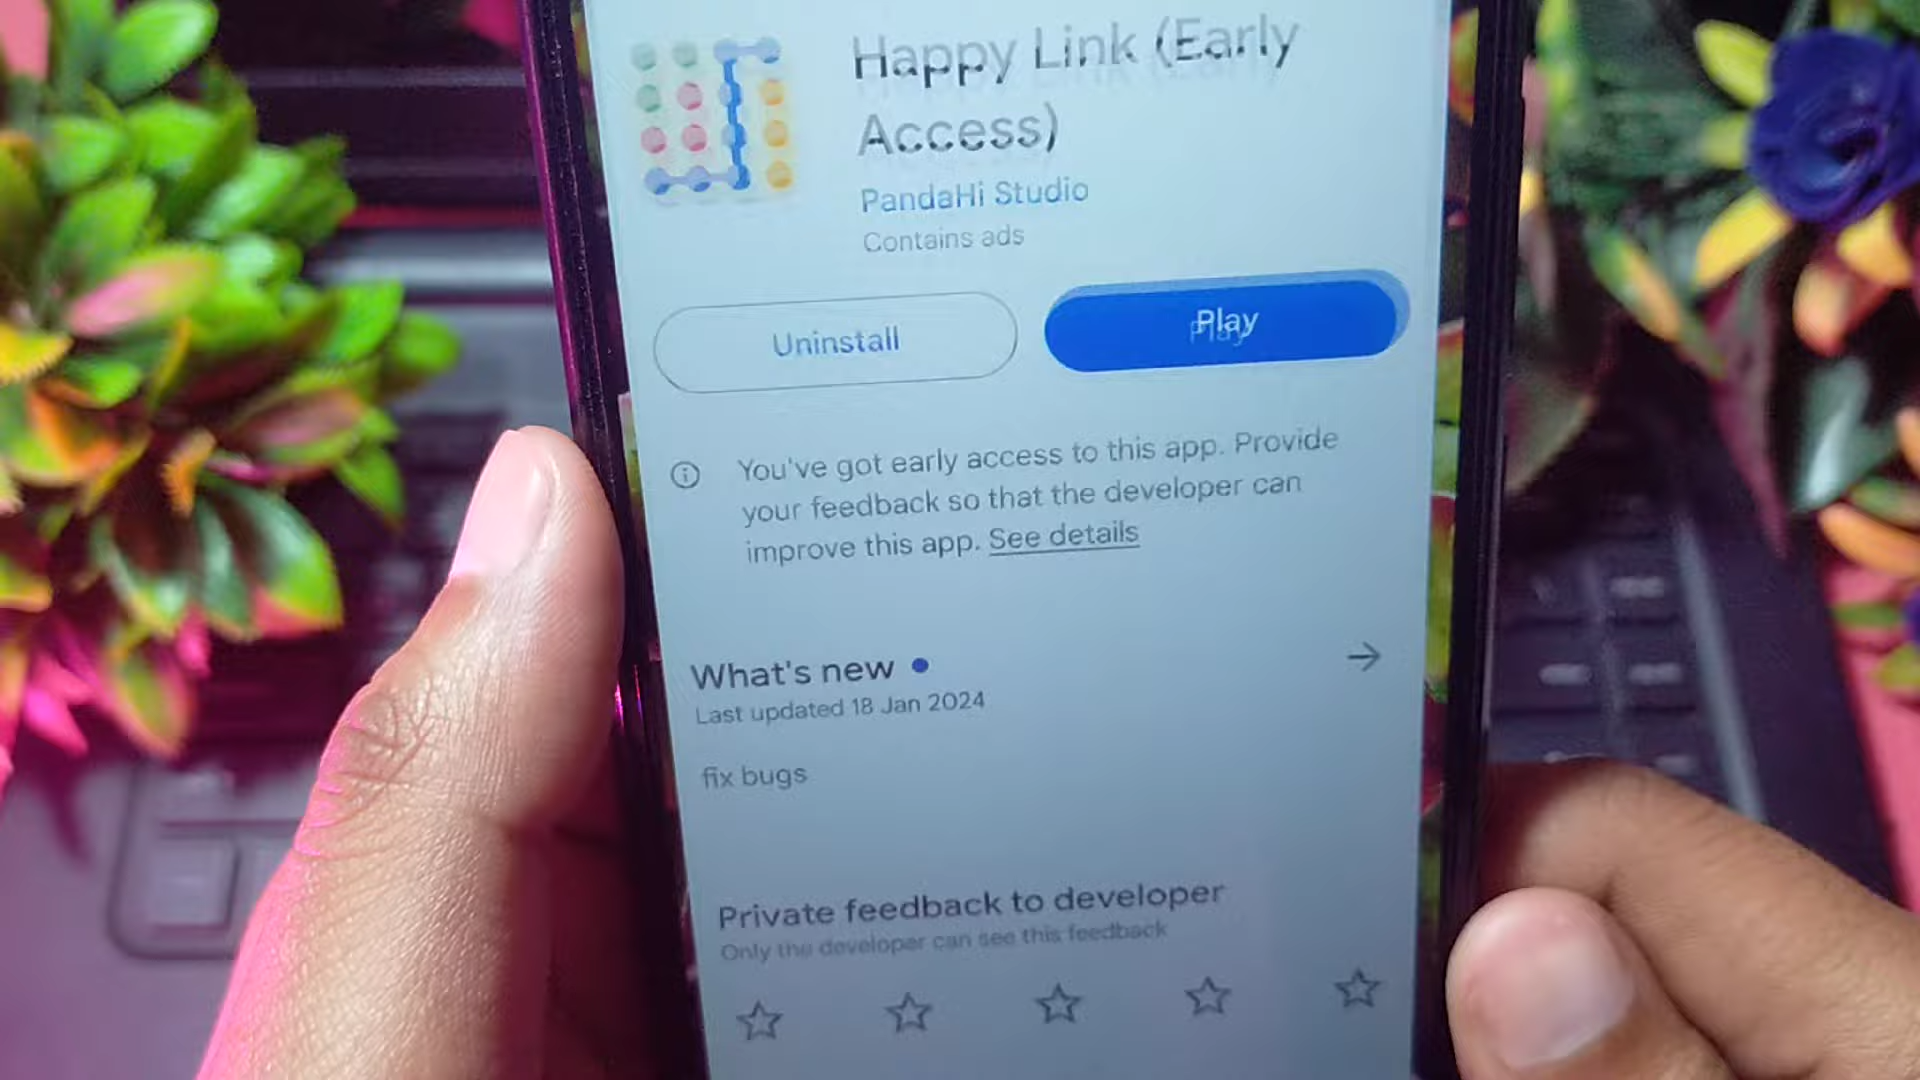 Happy Link (Early
Access)
PandaHi Studio
Contains ads
Uninstall
Play
You've got early access to this app. Provide
your feedback so that the developer can
improve this app. See details
What's new
Last updated 18 Jan 2024
fix bugs
Private feedback to developer
Only the developer can see this feedback